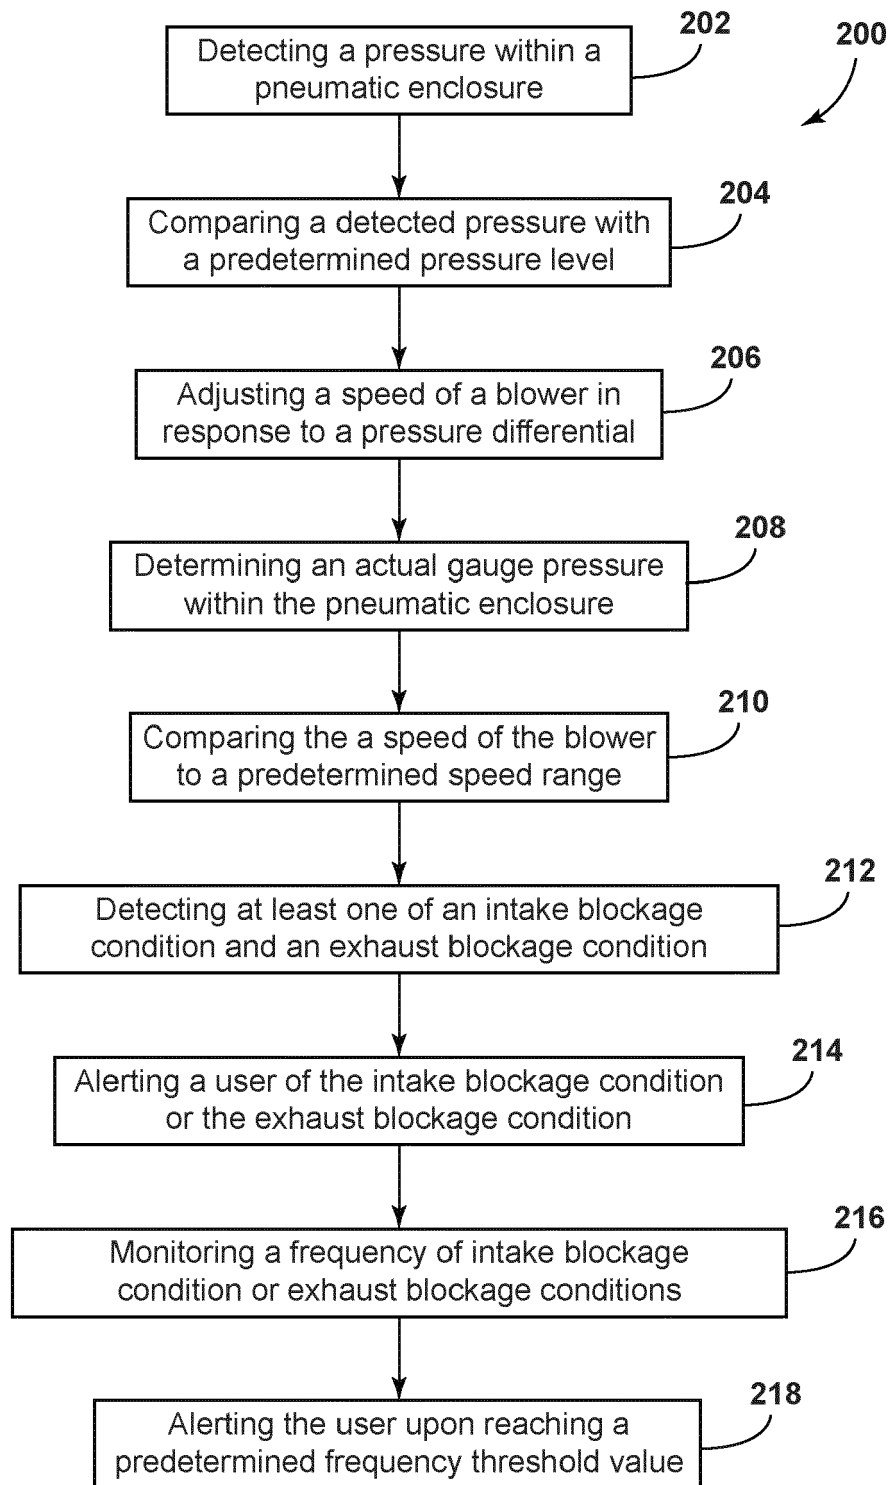 202
200
Detecting a pressure within a
pneumatic enclosure
204
Comparing a detected pressure with
a predetermined pressure level
206
Adjusting a speed of a blower in
response to a pressure differential
208
Determining an actual gauge pressure
within the pneumatic enclosure
210
Comparing the a speed of the blower
to a predetermined speed range
212
Detecting at least one of an intake blockage
condition and an exhaust blockage condition
214
Alerting a user of the intake blockage condition
or the exhaust blockage condition
216
Monitoring a frequency of intake blockage
condition or exhaust blockage conditions
218
Alerting the user upon reaching a
predetermined frequency threshold value